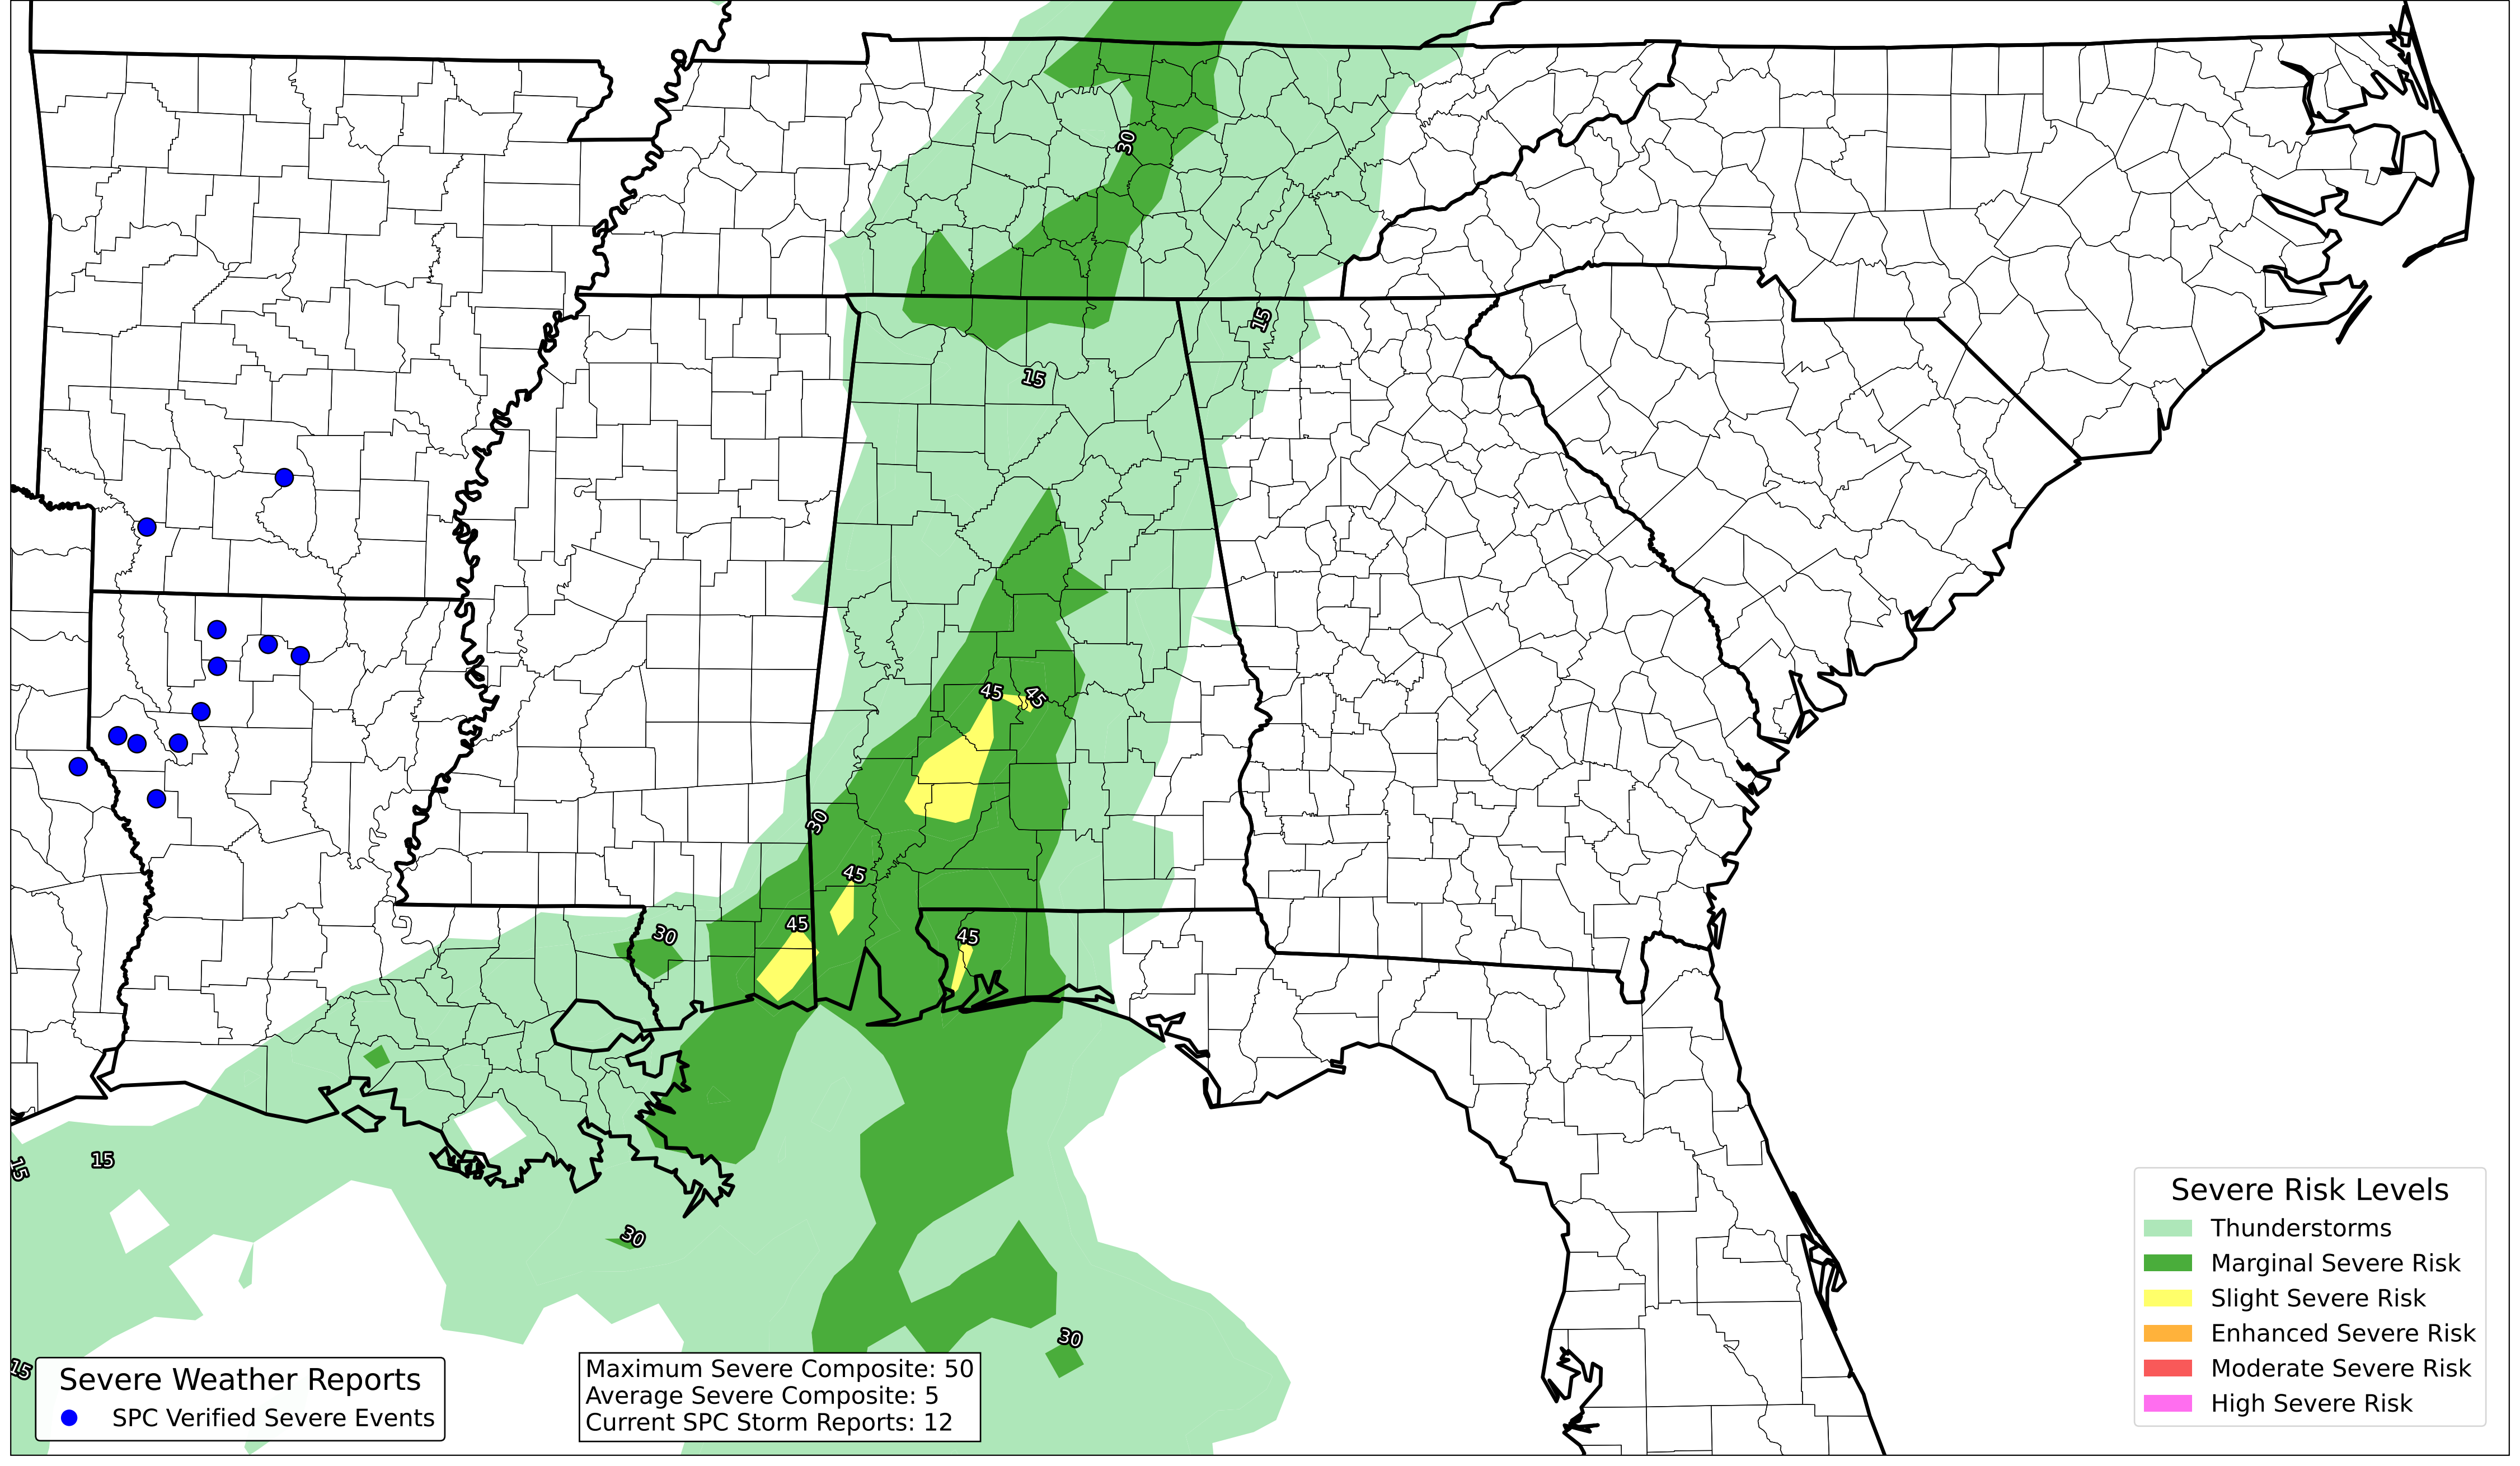 30
15
15
45
45
30
45
45
30
45
15
15
30
30
15
Severe Weather Reports
SPC Verified Severe Events
Maximum Severe Composite: 50
Average Severe Composite: 5
Current SPC Storm Reports: 12
Severe Risk Levels
Thunderstorms
Marginal Severe Risk
Slight Severe Risk
Enhanced Severe Risk
Moderate Severe Risk
High Severe Risk